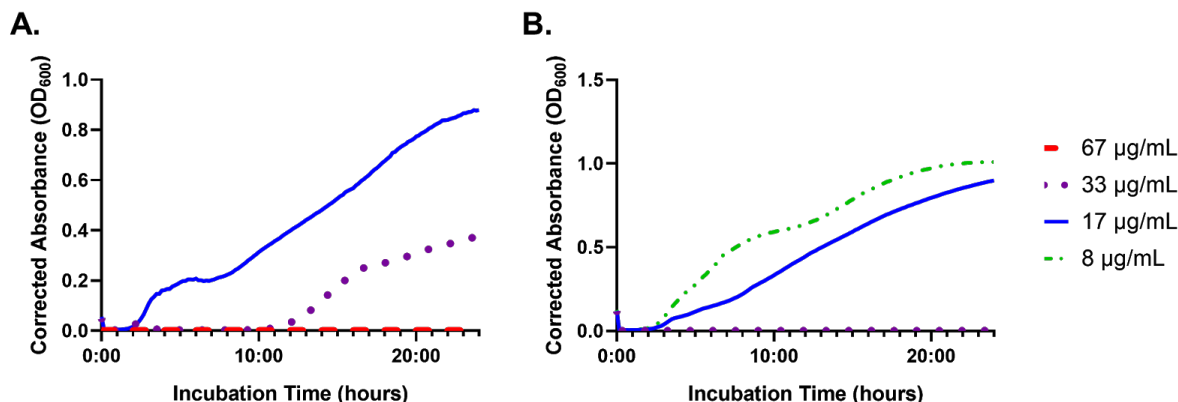 A.
Corrected Absorbance (OD600)
1.0
0.8
0.6
0.4
0.2
0.0
0:00
10:00
20:00
Incubation Time (hours)
B.
Corrected Absorbance (OD600)
1.5
1.0
0.5
0.0
0:00
10:00
20:00
Incubation Time (hours)
67 µg/mL
33 µg/mL
17 µg/mL
8 µg/mL